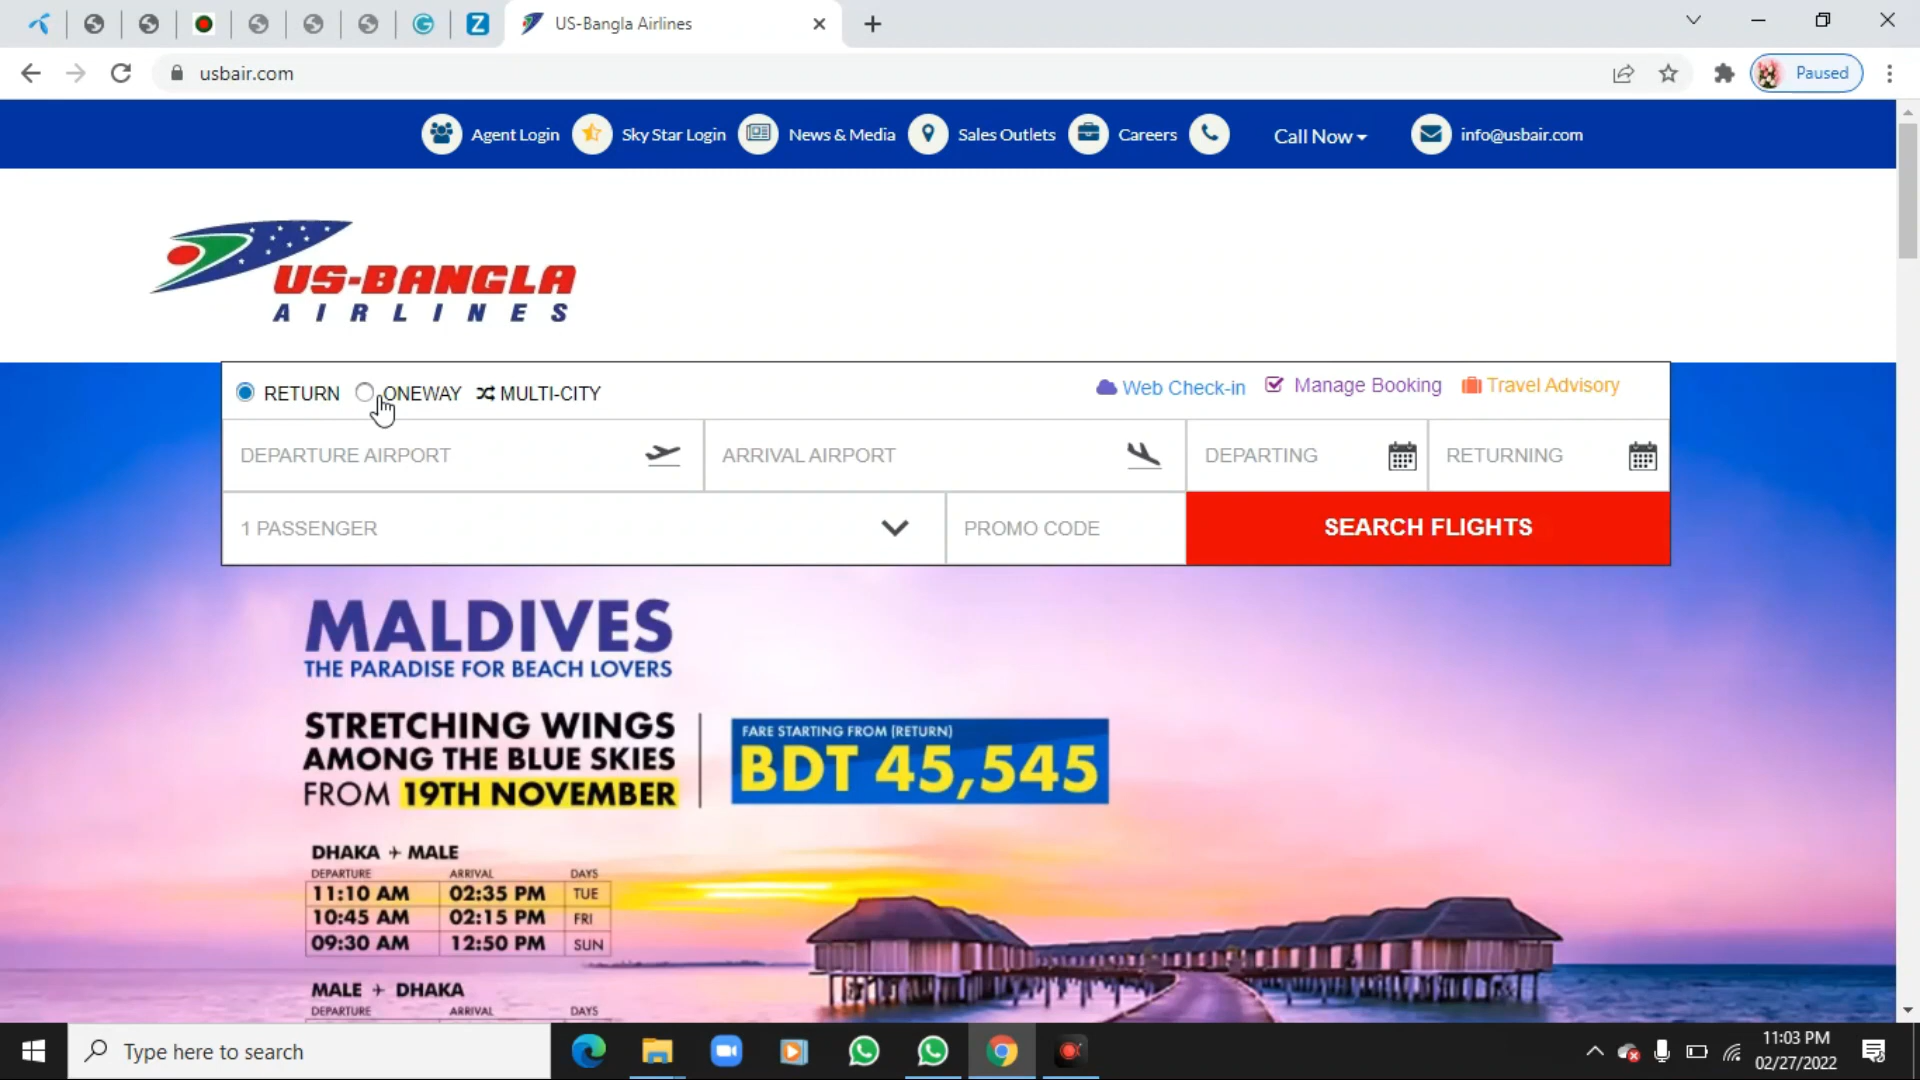 US-Bangla Airlines
usbair.com
Paused
Agent Login
Sky Star Login
News & Media
Sales Outlets
Careers
Call Now
info@usbair.com
US-BANGLA
AIRLINES
RETURN
ONEWAY
MULTI-CITY
Web Check-in
Manage Booking
Travel Advisory
DEPARTURE AIRPORT
ARRIVAL AIRPORT
DEPARTING
RETURNING
1 PASSENGER
PROMO CODE
SEARCH FLIGHTS
MALDIVES
THE PARADISE FOR BEACH LOVERS
STRETCHING WINGS
AMONG THE BLUE SKIES
FROM 19TH NOVEMBER
FARE STARTING FROM (RETURN)
BDT 45,545
DHAKA MALE
DEPARTURE ARRIVAL DAYS
11:10 AM 02:35 PM TUE
10:45 AM 02:15 PM FRI
09:30 AM 12:50 PM SUN
MALE DHAKA
DEPARTURE ARRIVAL DAYS
Type here to search
11:03 PM
02/27/2022